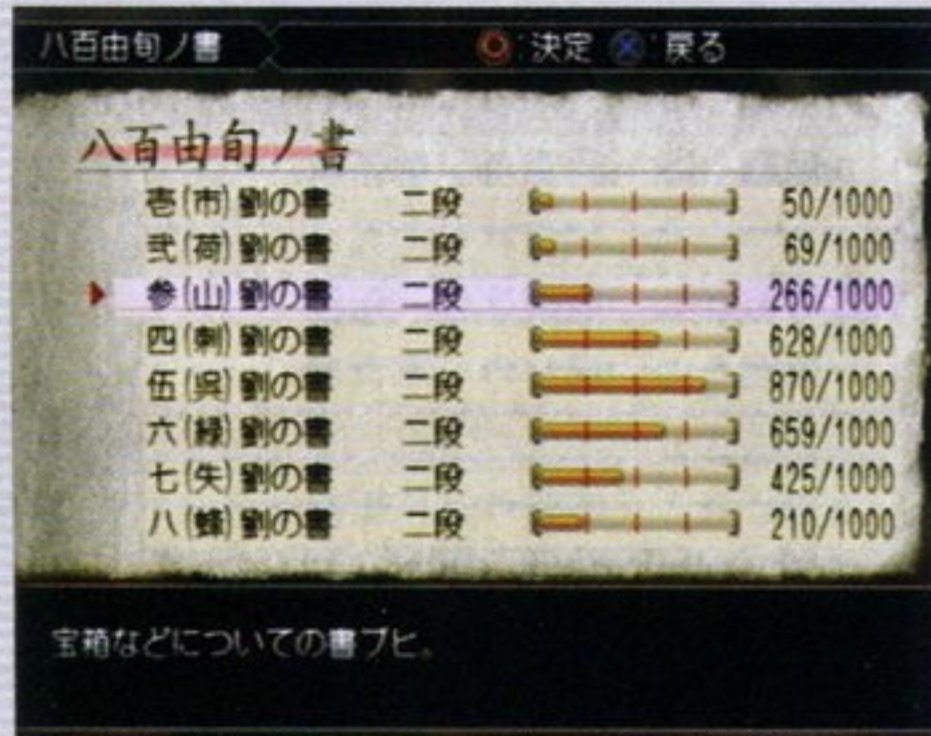 八百由旬ノ書 ◯:決定 ✕:戻る
八百由旬ノ書
壱(市)劉の書 二段 50/1000
弐(荷)劉の書 二段 69/1000
参(山)劉の書 二段 266/1000
四(刺)劉の書 二段 628/1000
伍(呉)劉の書 二段 870/1000
六(緑)劉の書 二段 659/1000
七(失)劉の書 二段 425/1000
八(蜂)劉の書 二段 210/1000
宝箱などについての書ブヒ。